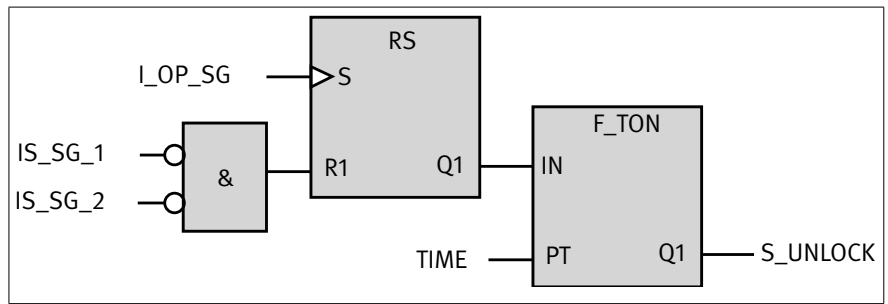 RS
I_OP_SG
S
F_TON
IS_SG_1
&
R1
Q1
IN
IS_SG_2
TIME
PT
Q1
S_UNLOCK